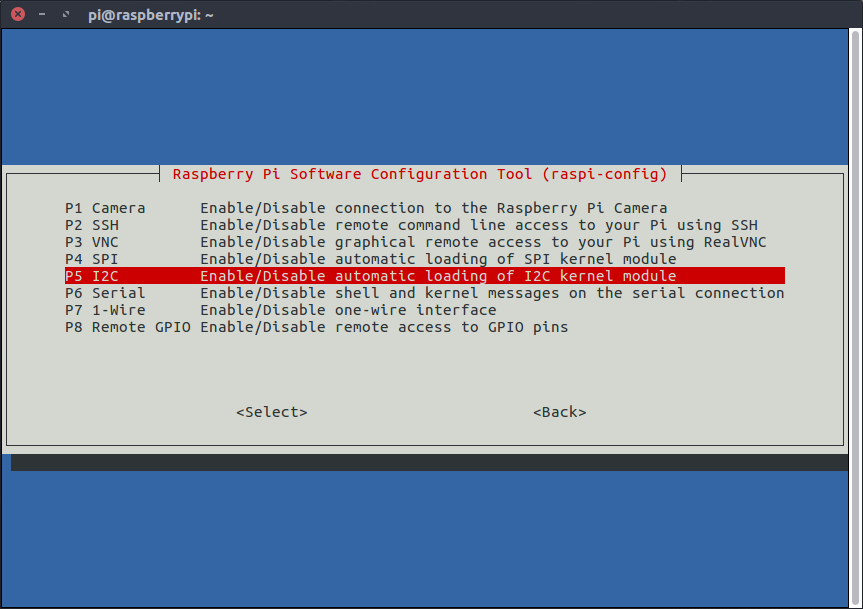 pi@raspberrypi: ~
Raspberry Pi Software Configuration Tool (raspi-config)
P1 Camera Enable/Disable connection to the Raspberry Pi Camera
P2 SSH Enable/Disable remote command line access to your Pi using SSH
P3 VNC Enable/Disable graphical remote access to your Pi using RealVNC
P4 SPI Enable/Disable automatic loading of SPI kernel module
P5 I2C Enable/Disable automatic loading of I2C kernel module
P6 Serial Enable/Disable shell and kernel messages on the serial connection
P7 1-Wire Enable/Disable one-wire interface
P8 Remote GPIO Enable/Disable remote access to GPIO pins
<Select> <Back>